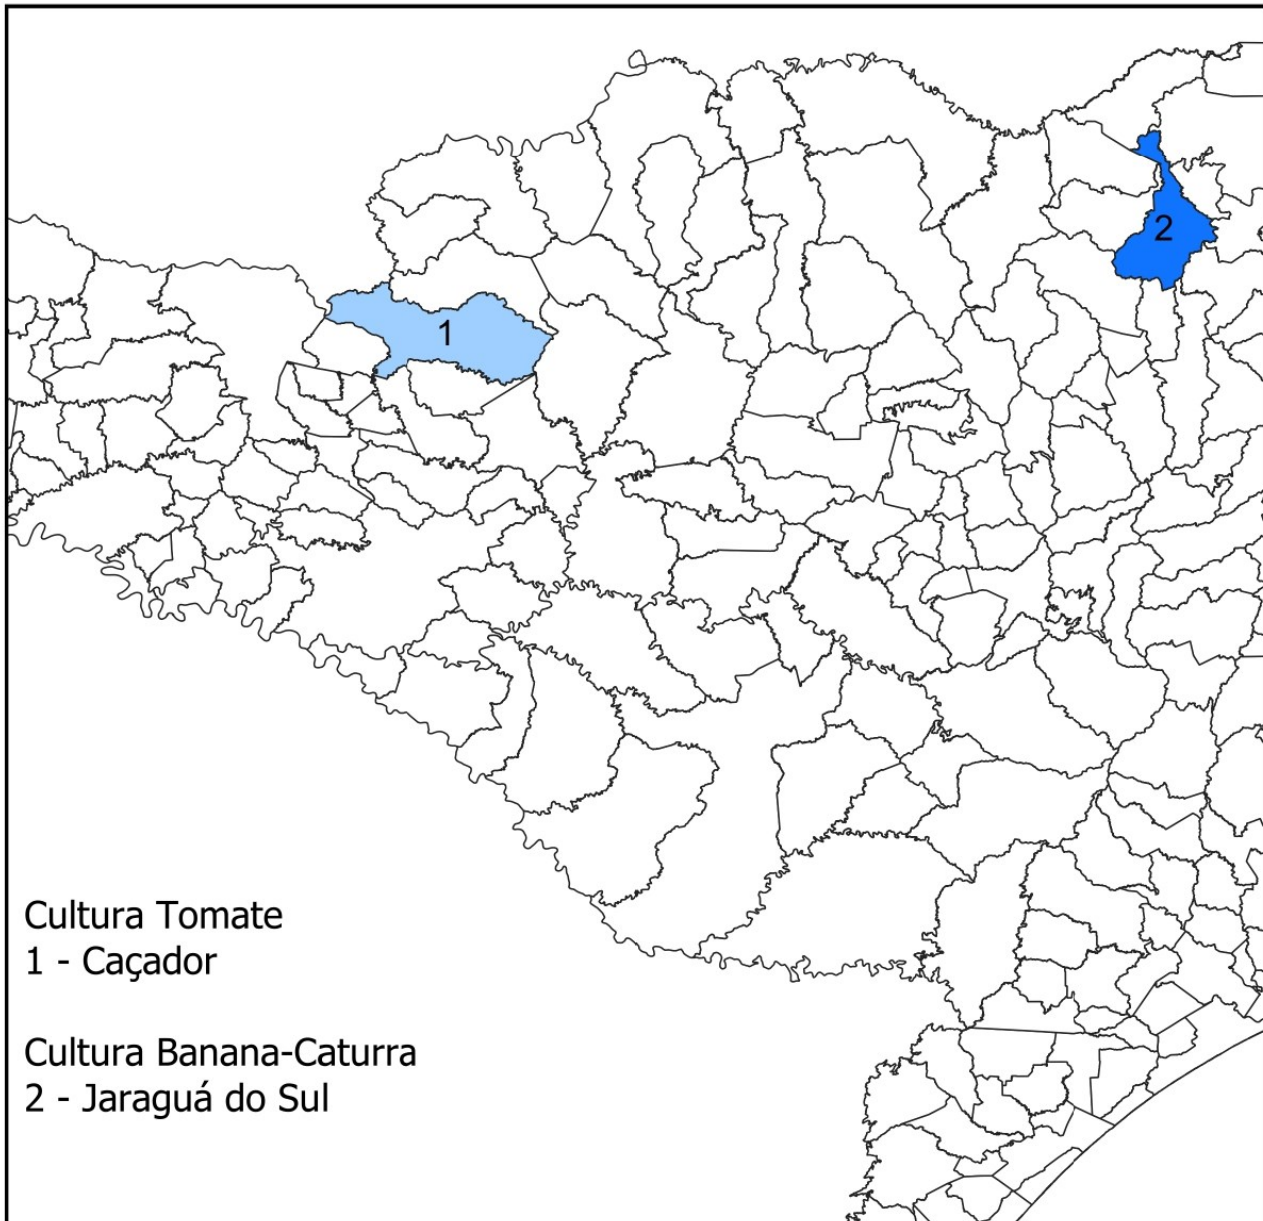 2
1
Cultura Tomate
1 - Caçador
Cultura Banana-Caturra
2 - Jaraguá do Sul